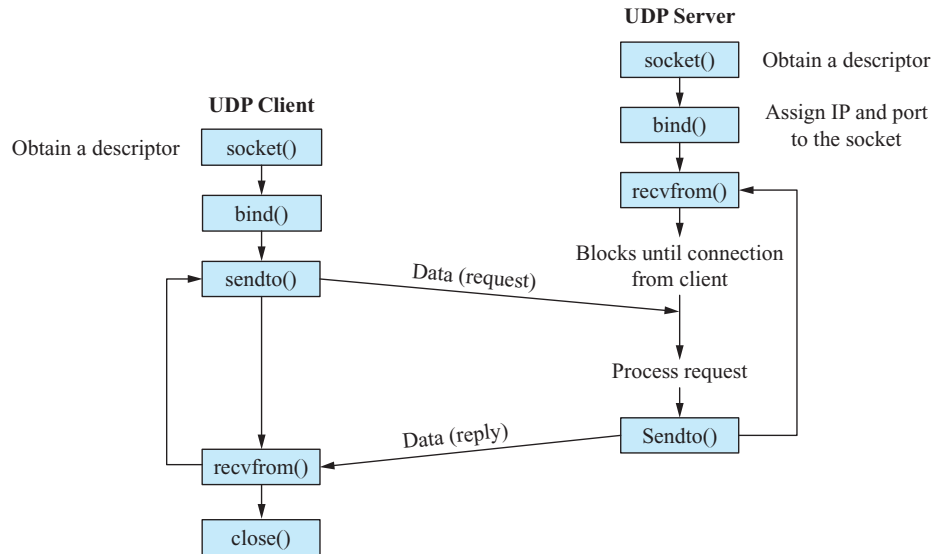 UDP Server
socket()
Obtain a descriptor
UDP Client
bind()
Assign IP and port
to the socket
Obtain a descriptor
socket()
recvfrom()
bind()
Blocks until connection
from client
sendto()
Data (request)
Process request
Data (reply)
Sendto()
recvfrom()
close()